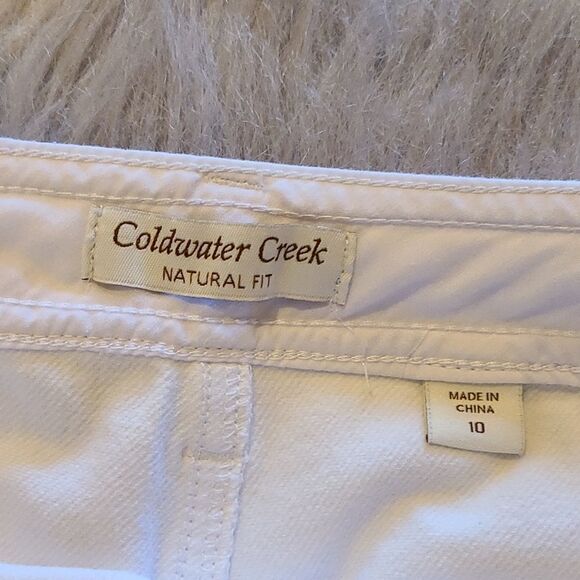 Coldwater Creek
NATURAL FIT
MADE IN
CHINA
10